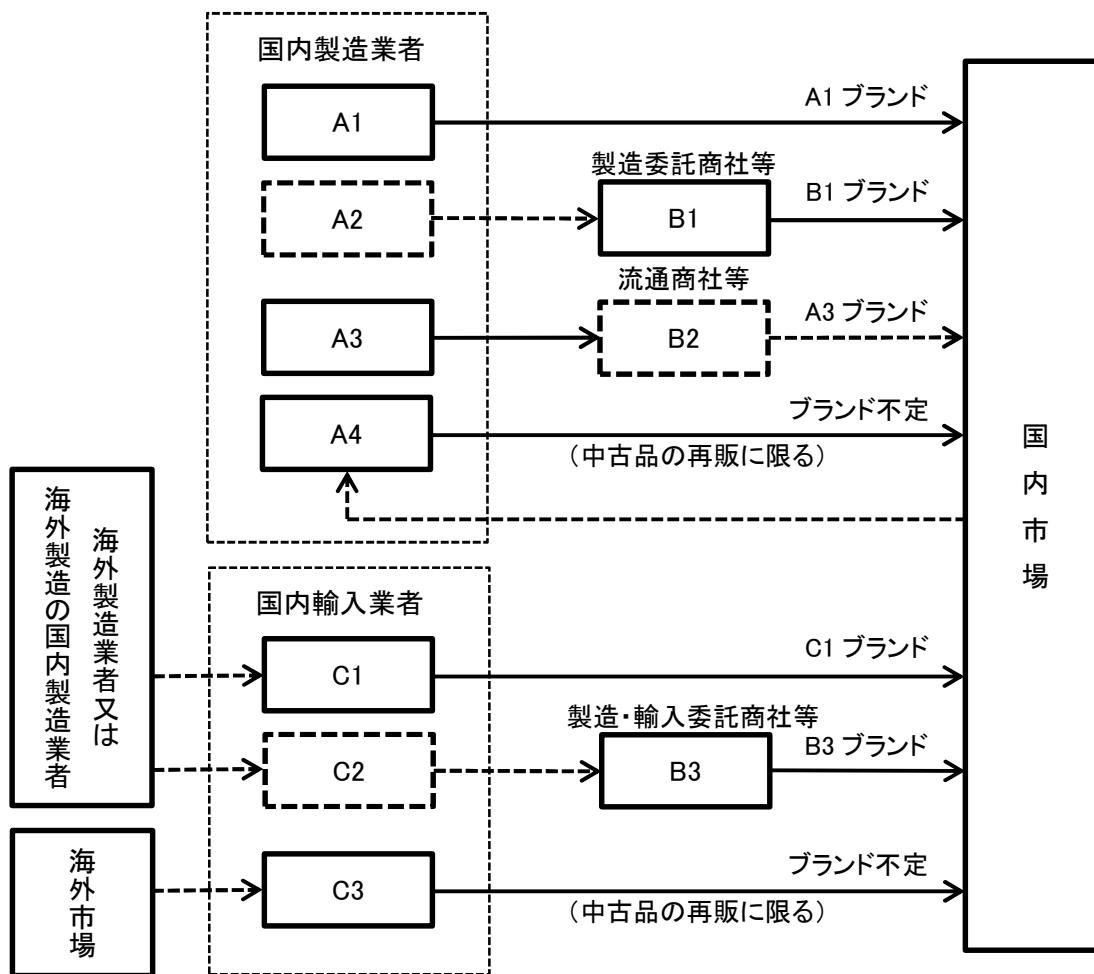 国内製造業者
A1
A1 ブランド
製造委託商社等
A2
B1
B1 ブランド
流通商社等
A3
B2
A3 ブランド
A4
ブランド不定
(中古品の再販に限る)
国内市場
海外製造業者又は
海外製造の国内製造業者
国内輸入業者
C1
C1 ブランド
製造・輸入委託商社等
C2
B3
B3 ブランド
海外市場
C3
ブランド不定
(中古品の再販に限る)